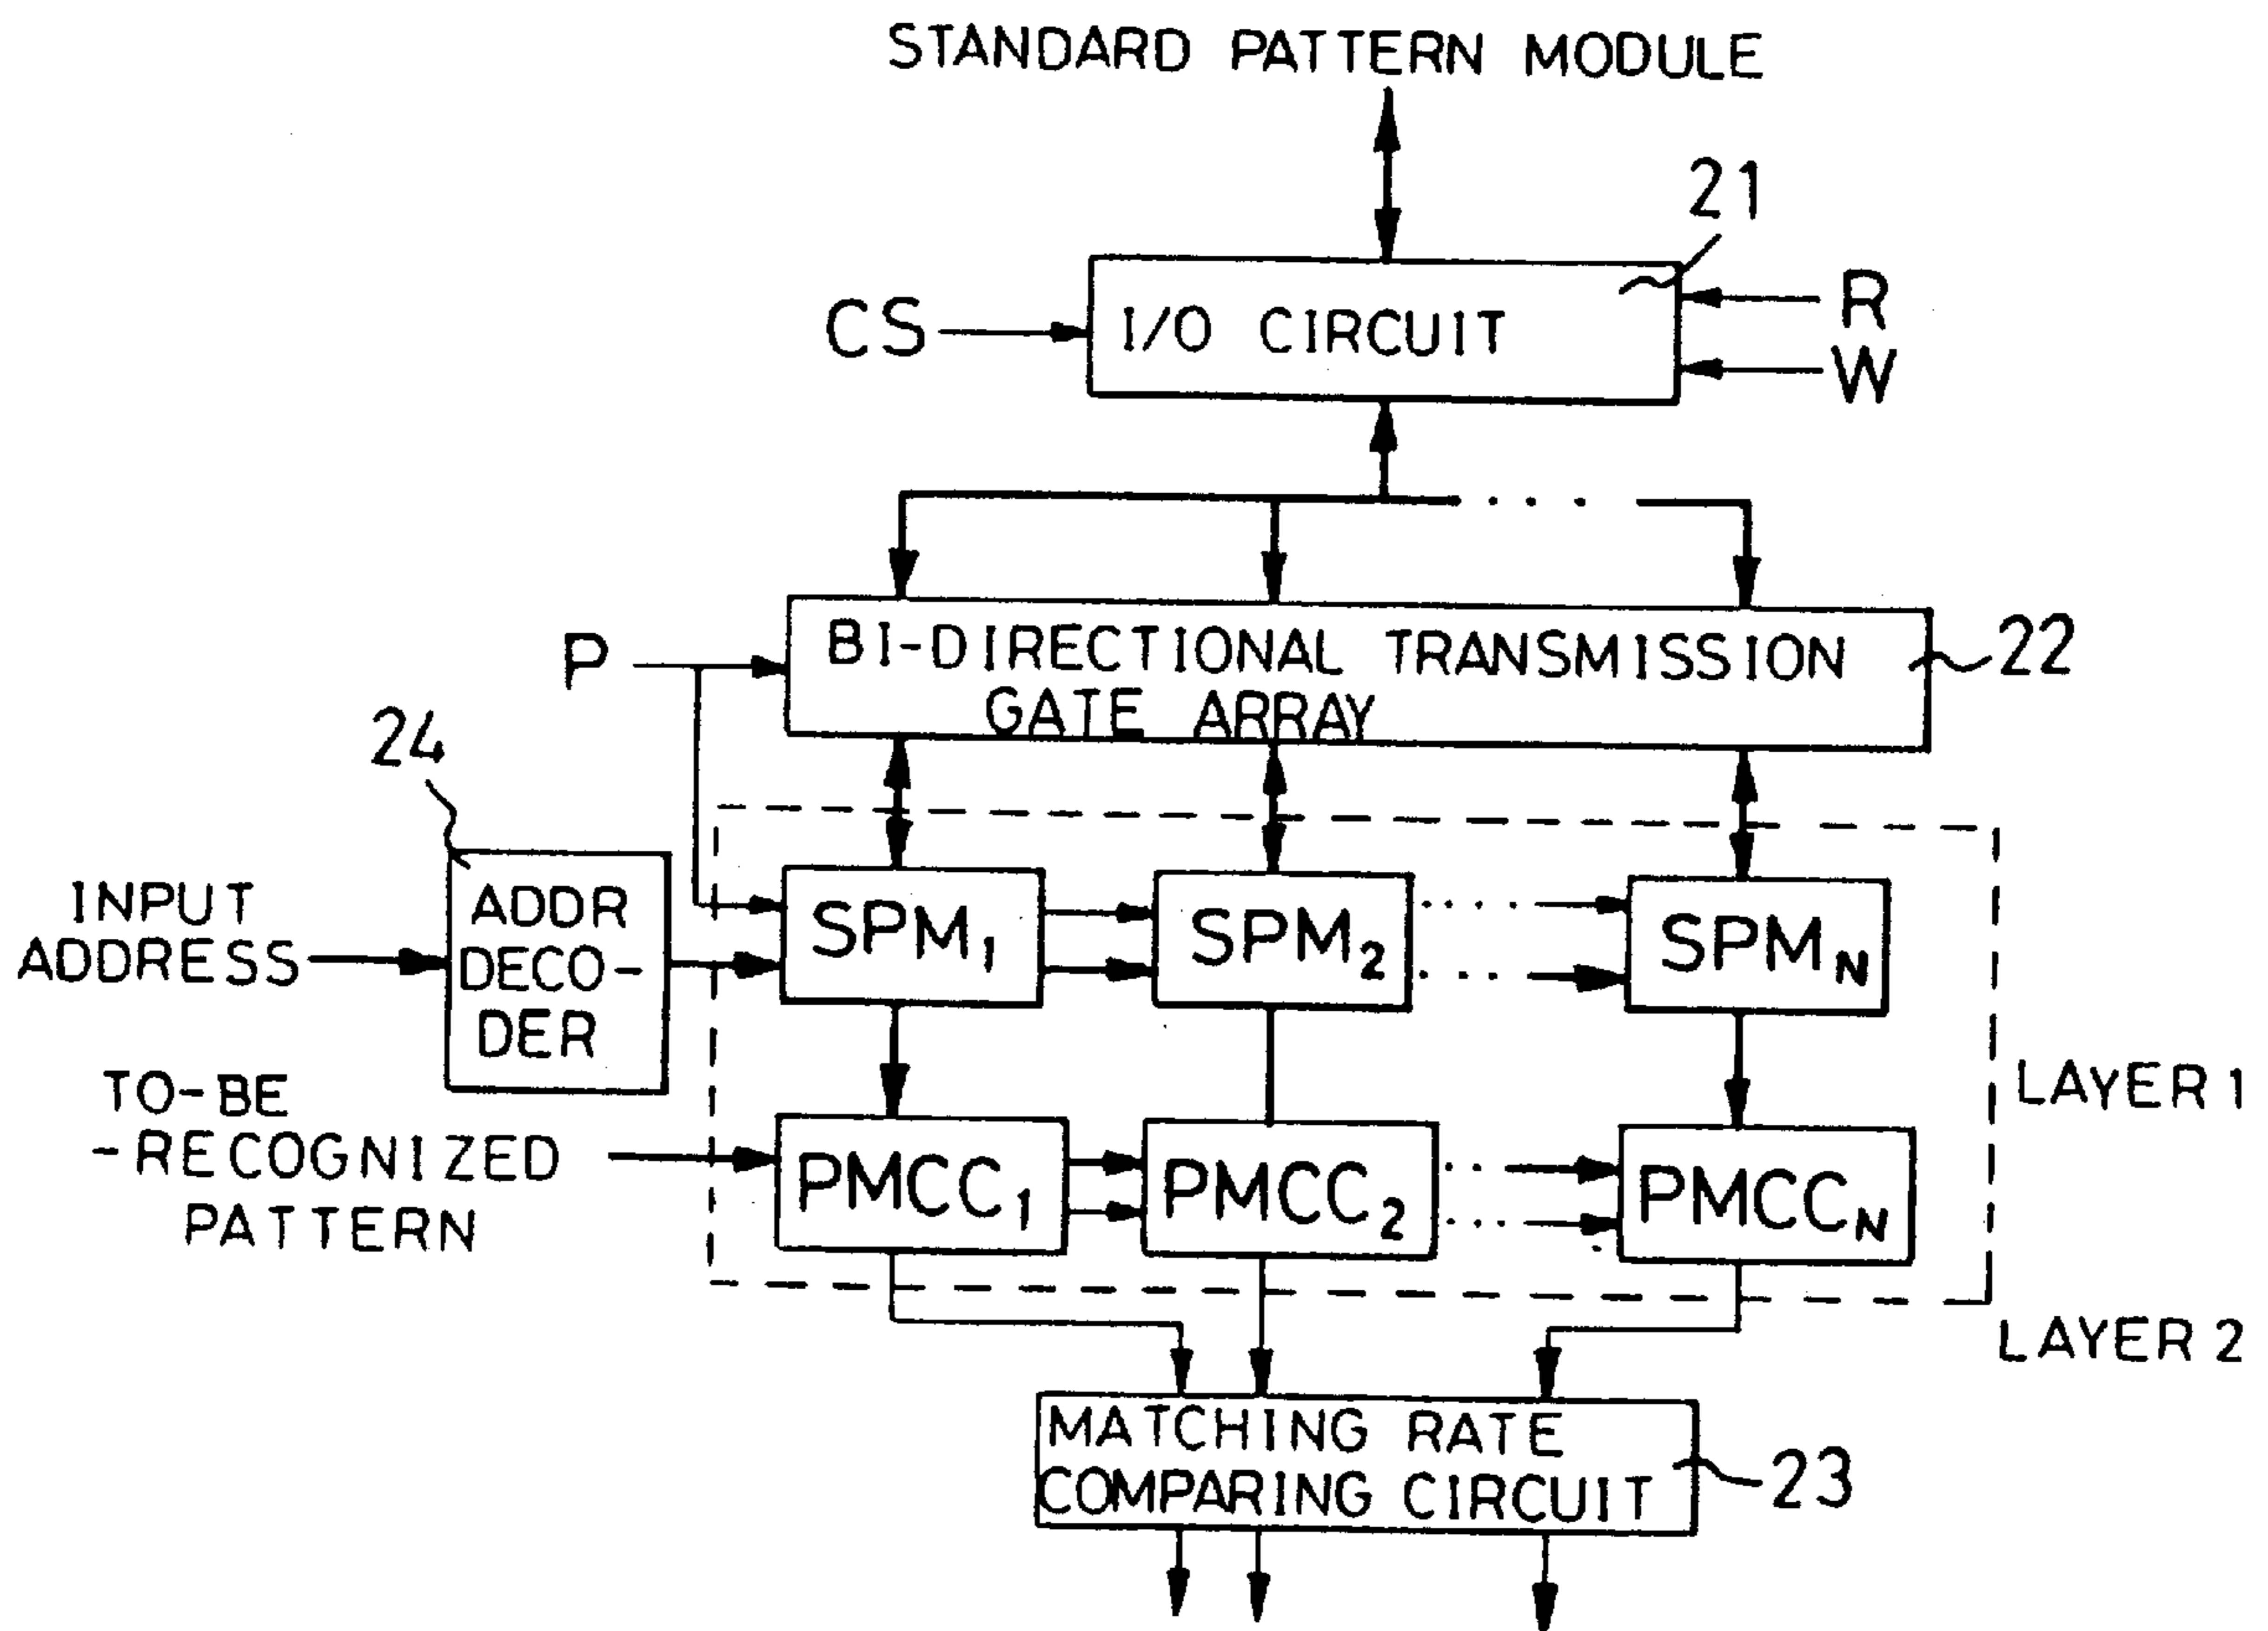 STANDARD PATTERN MODULE
21
CS
I/O CIRCUIT
R
W
P
BI-DIRECTIONAL TRANSMISSION
GATE ARRAY
22
24
INPUT
ADDRESS
ADDR
DECO-
DER
SPM1
SPM2
SPMN
TO-BE
-RECOGNIZED
PATTERN
PMCC1
PMCC2
PMCCN
LAYER 1
LAYER 2
MATCHING RATE
COMPARING CIRCUIT
23